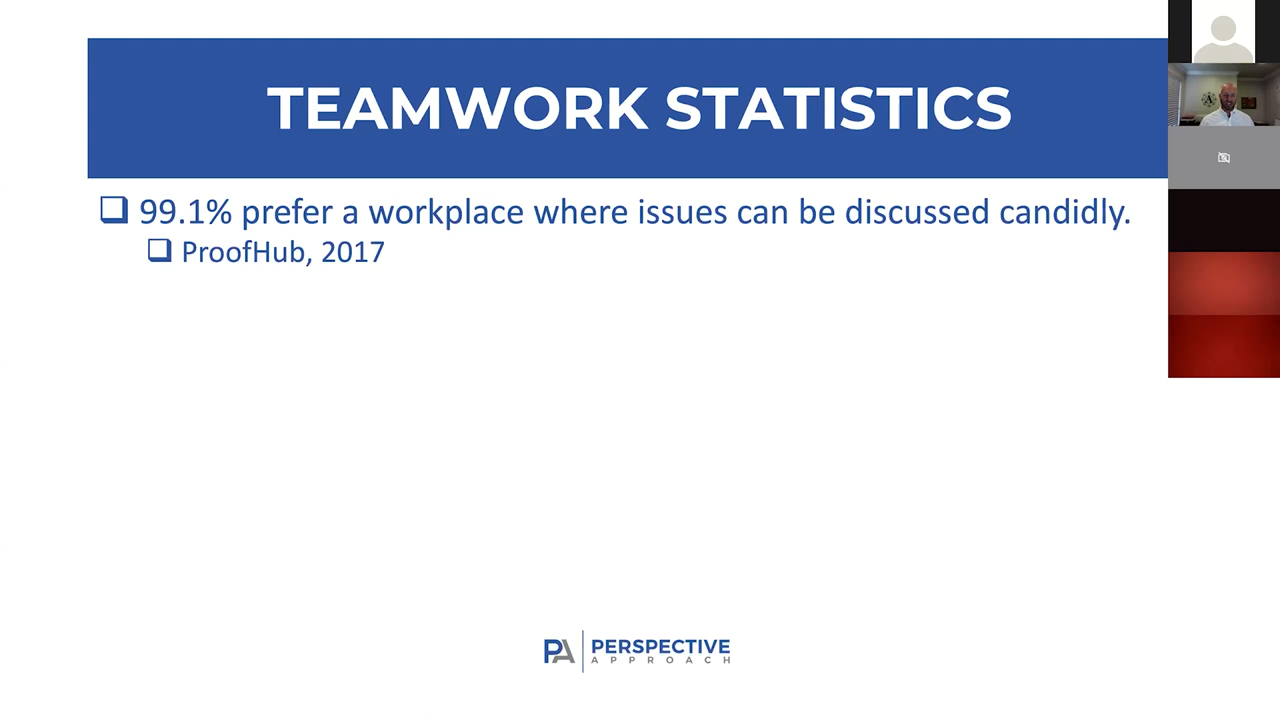 TEAMWORK STATISTICS
❑ 99.1% prefer a workplace where issues can be discussed candidly.
❑ ProofHub, 2017
PA PERSPECTIVE
APPROACH